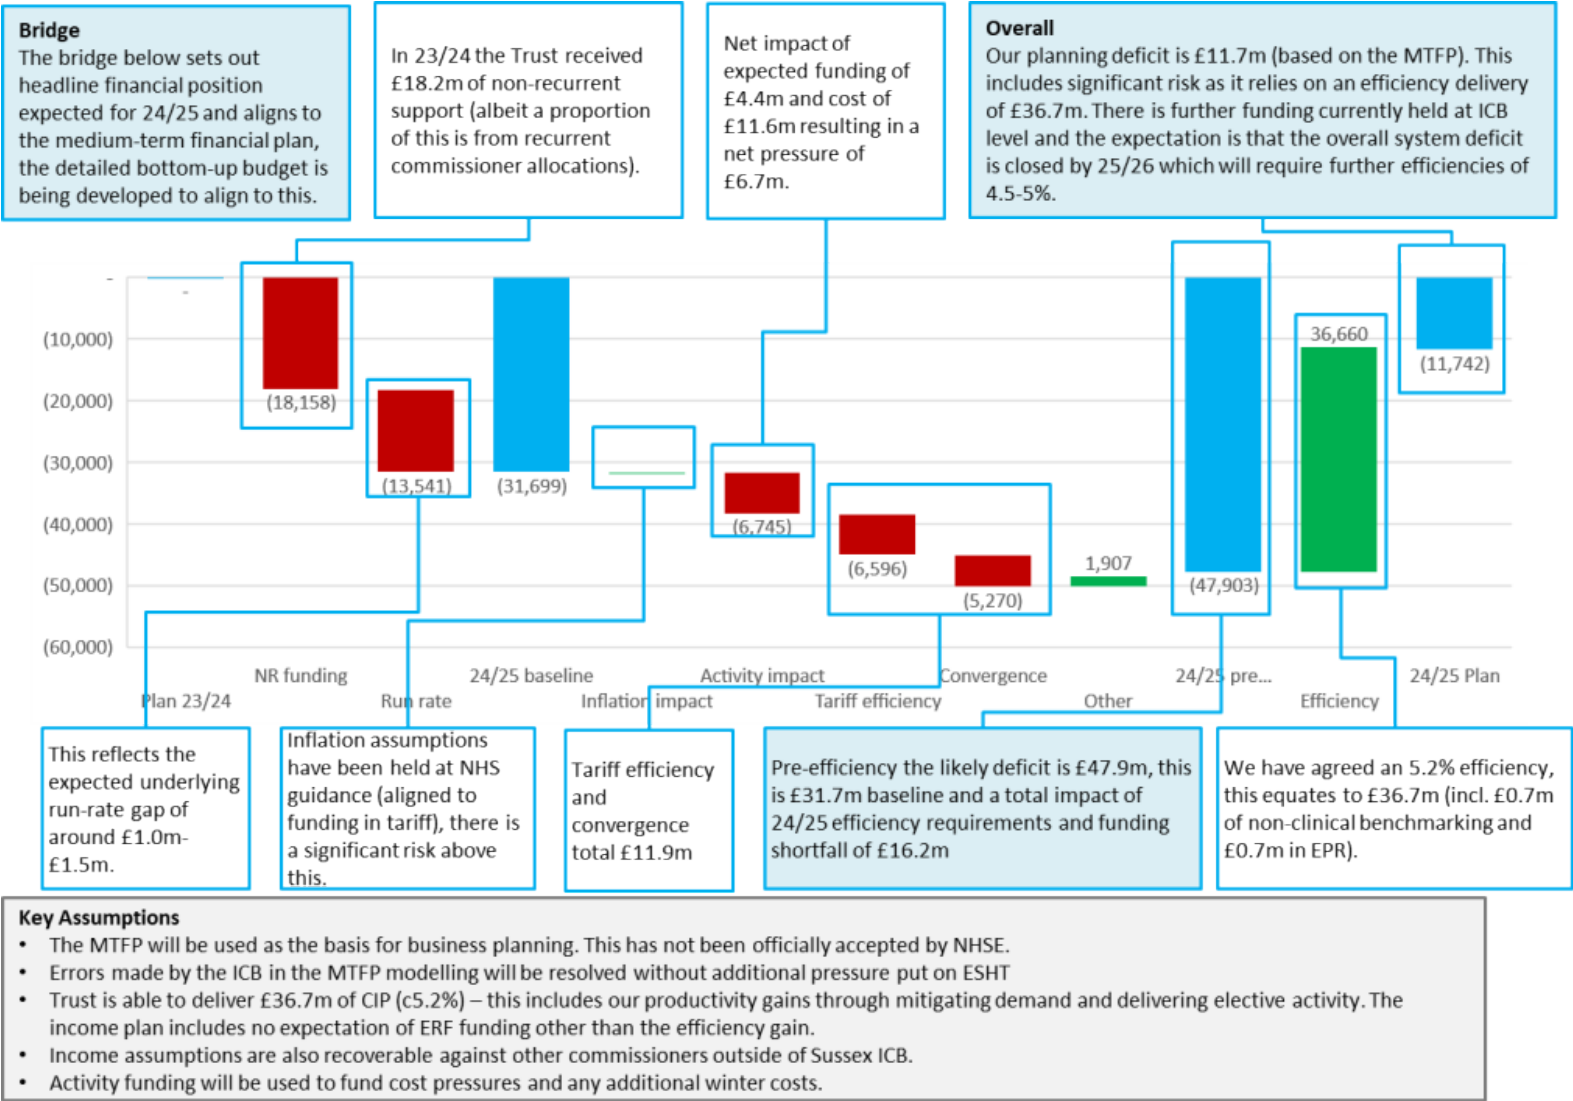 Bridge
The bridge below sets out
headline financial position
expected for 24/25 and aligns to
the medium-term financial plan,
the detailed bottom-up budget is
being developed to align to this.
In 23/24 the Trust received
£18.2m of non-recurrent
support (albeit a proportion
of this is from recurrent
commissioner allocations).
Net impact of
expected funding of
£4.4m and cost of
£11.6m resulting in a
net pressure of
£6.7m.
Overall
Our planning deficit is £11.7m (based on the MTFP). This
includes significant risk as it relies on an efficiency delivery
of £36.7m. There is further funding currently held at ICB
level and the expectation is that the overall system deficit
is closed by 25/26 which will require further efficiencies of
4.5-5%.
-
(10,000)
(20,000)
(30,000)
(40,000)
(50,000)
(60,000)
-
(18,158)
(13,541)
(31,699)
(6,745)
(6,596)
(5,270)
1,907
(47,903)
36,660
(11,742)
Plan 23/24
NR funding
Run rate
24/25 baseline
Inflation impact
Activity impact
Tariff efficiency
Convergence
Other
24/25 pre...
Efficiency
24/25 Plan
This reflects the
expected underlying
run-rate gap of
around £1.0m-
£1.5m.
Inflation assumptions
have been held at NHS
guidance (aligned to
funding in tariff), there is
a significant risk above
this.
Tariff efficiency
and
convergence
total £11.9m
Pre-efficiency the likely deficit is £47.9m, this
is £31.7m baseline and a total impact of
24/25 efficiency requirements and funding
shortfall of £16.2m
We have agreed an 5.2% efficiency,
this equates to £36.7m (incl. £0.7m
of non-clinical benchmarking and
£0.7m in EPR).
Key Assumptions
• The MTFP will be used as the basis for business planning. This has not been officially accepted by NHSE.
• Errors made by the ICB in the MTFP modelling will be resolved without additional pressure put on ESHT
• Trust is able to deliver £36.7m of CIP (c5.2%) – this includes our productivity gains through mitigating demand and delivering elective activity. The
income plan includes no expectation of ERF funding other than the efficiency gain.
• Income assumptions are also recoverable against other commissioners outside of Sussex ICB.
• Activity funding will be used to fund cost pressures and any additional winter costs.